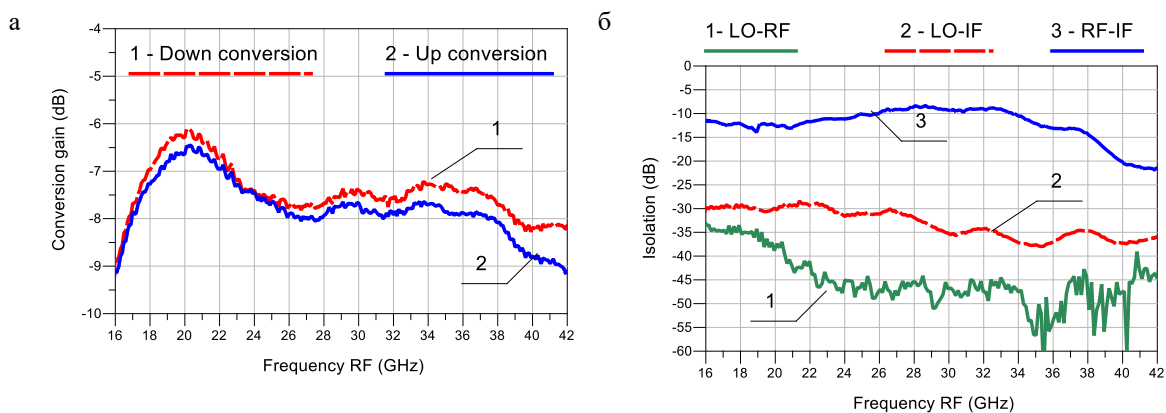 а
1 - Down conversion
2 - Up conversion
Conversion gain (dB)
-4
-5
-6
-7
-8
-9
-10
1
2
16 18 20 22 24 26 28 30 32 34 36 38 40 42
Frequency RF (GHz)
б
1- LO-RF
2 - LO-IF
3 - RF-IF
Isolation (dB)
0
-5
-10
-15
-20
-25
-30
-35
-40
-45
-50
-55
-60
3
2
1
16 18 20 22 24 26 28 30 32 34 36 38 40 42
Frequency RF (GHz)